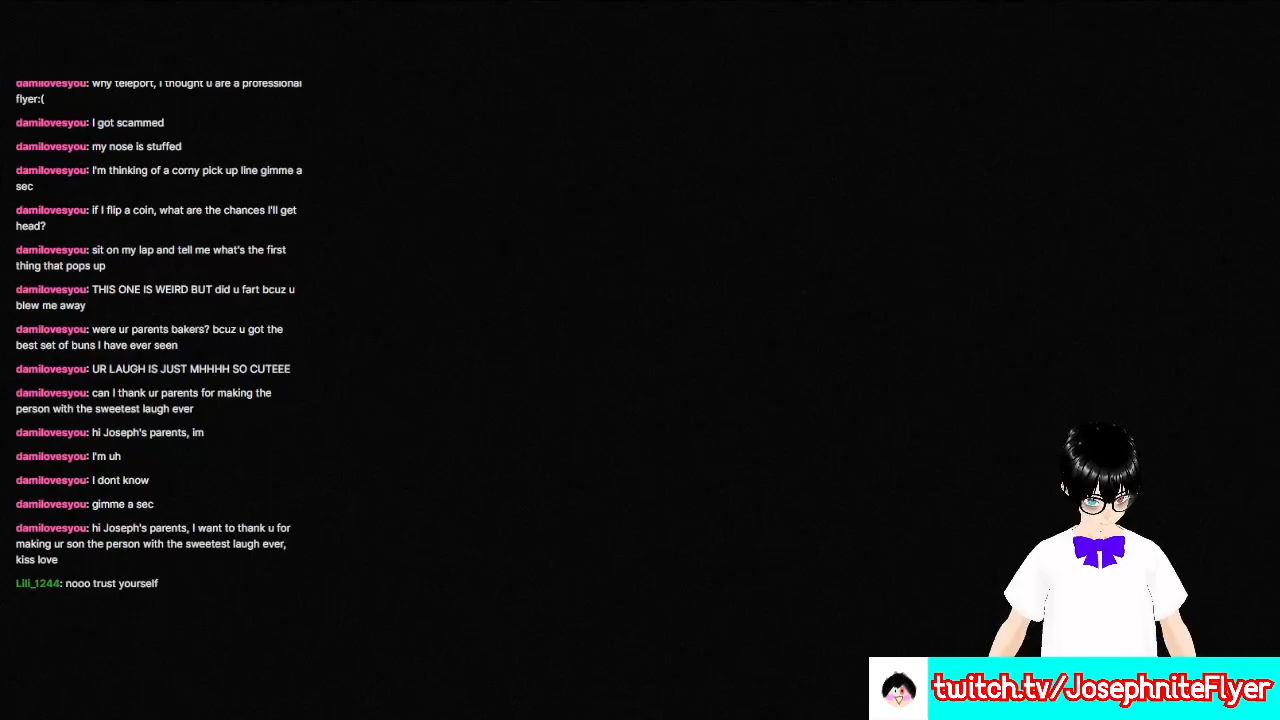 damilovesyou: why teleport, i thought u are a professional
flyer:(
damilovesyou: I got scammed
damilovesyou: my nose is stuffed
damilovesyou: I'm thinking of a corny pick up line gimme a
sec
damilovesyou: if I flip a coin, what are the chances I'll get
head?
damilovesyou: sit on my lap and tell me what's the first
thing that pops up
damilovesyou: THIS ONE IS WEIRD BUT did u fart bcuz u
blew me away
damilovesyou: were ur parents bakers? bcuz u got the
best set of buns I have ever seen
damilovesyou: UR LAUGH IS JUST MHHHH SO CUTEEE
damilovesyou: can I thank ur parents for making the
person with the sweetest laugh ever
damilovesyou: hi Joseph's parents, im
damilovesyou: I'm uh
damilovesyou: I dont know
damilovesyou: gimme a sec
damilovesyou: hi Joseph's parents, I want to thank u for
making ur son the person with the sweetest laugh ever,
kiss love
Lili_1244: nooo trust yourself
twitch.tv/JosephniteFlyer